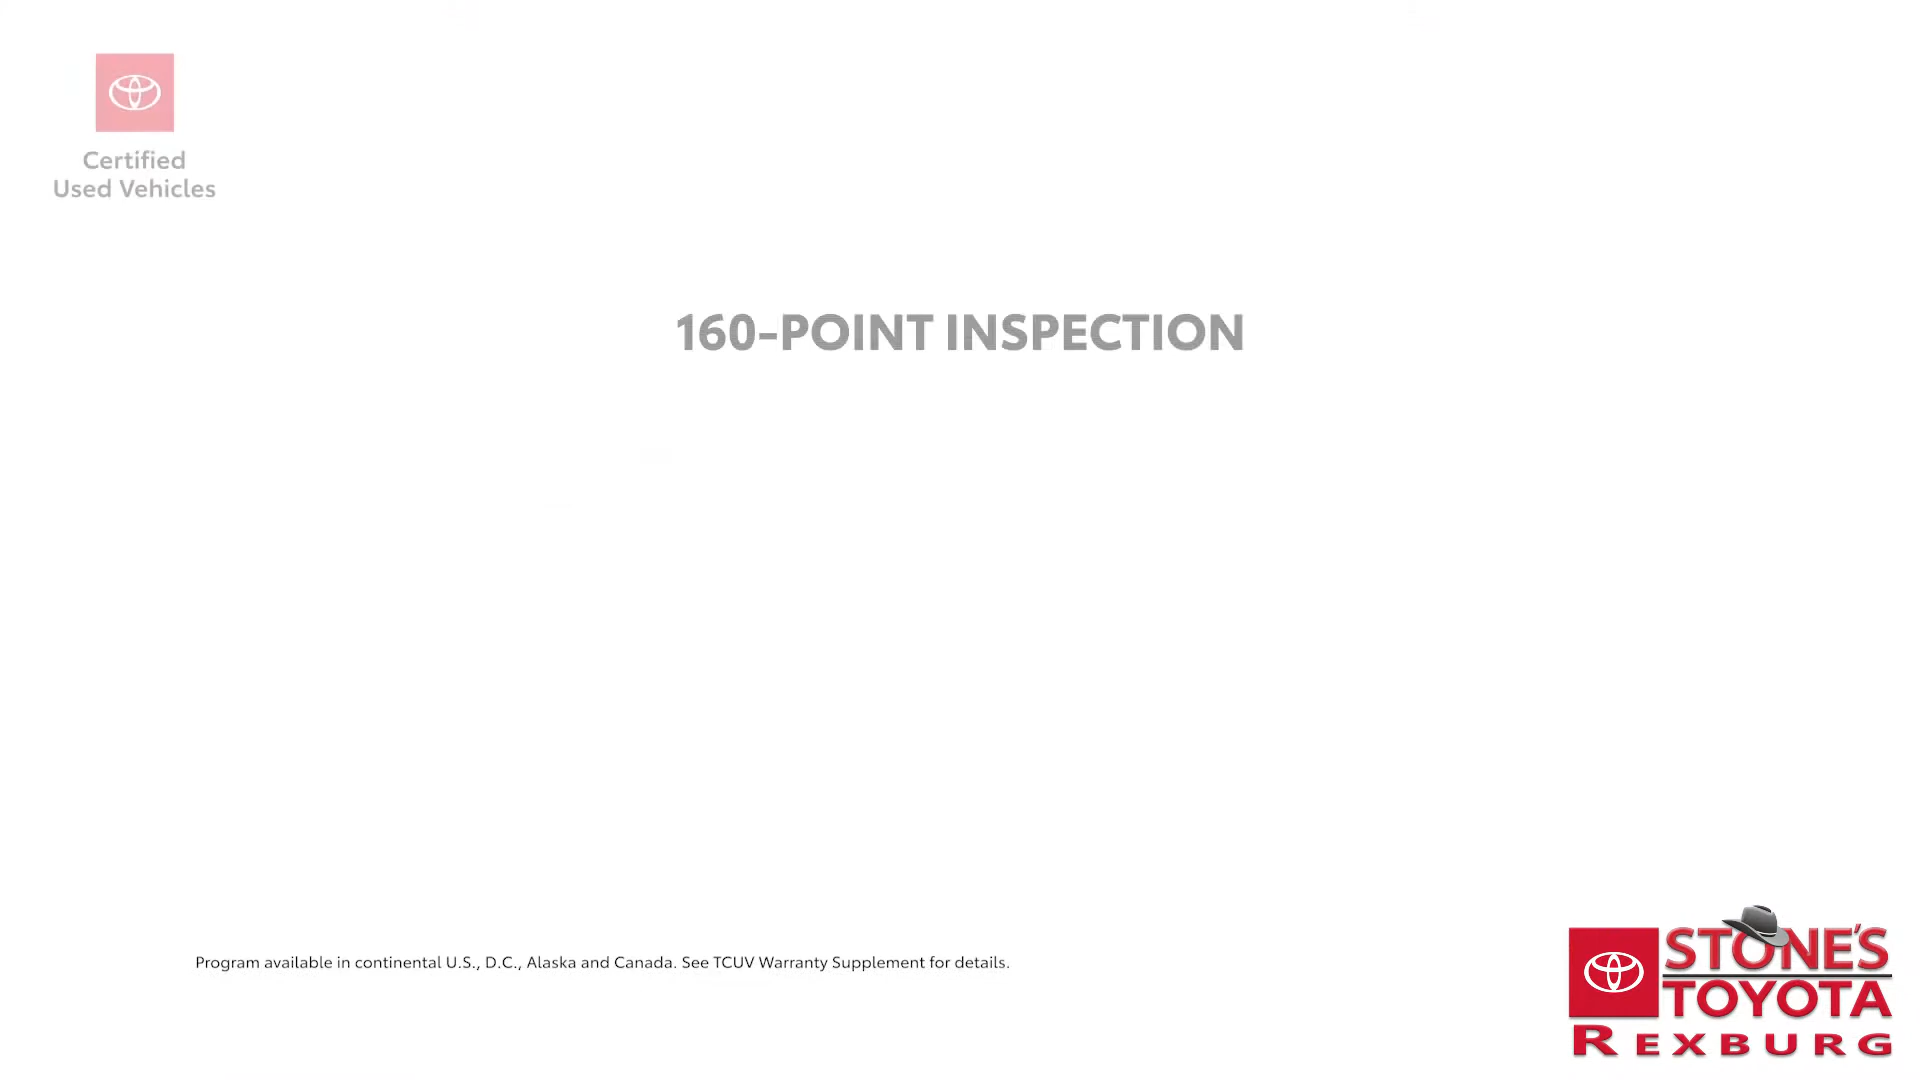 Certified
Used Vehicles
160-POINT INSPECTION
Program available in continental U.S., D.C., Alaska and Canada. See TCUV Warranty Supplement for details.
STONE'S
TOYOTA
REXBURG